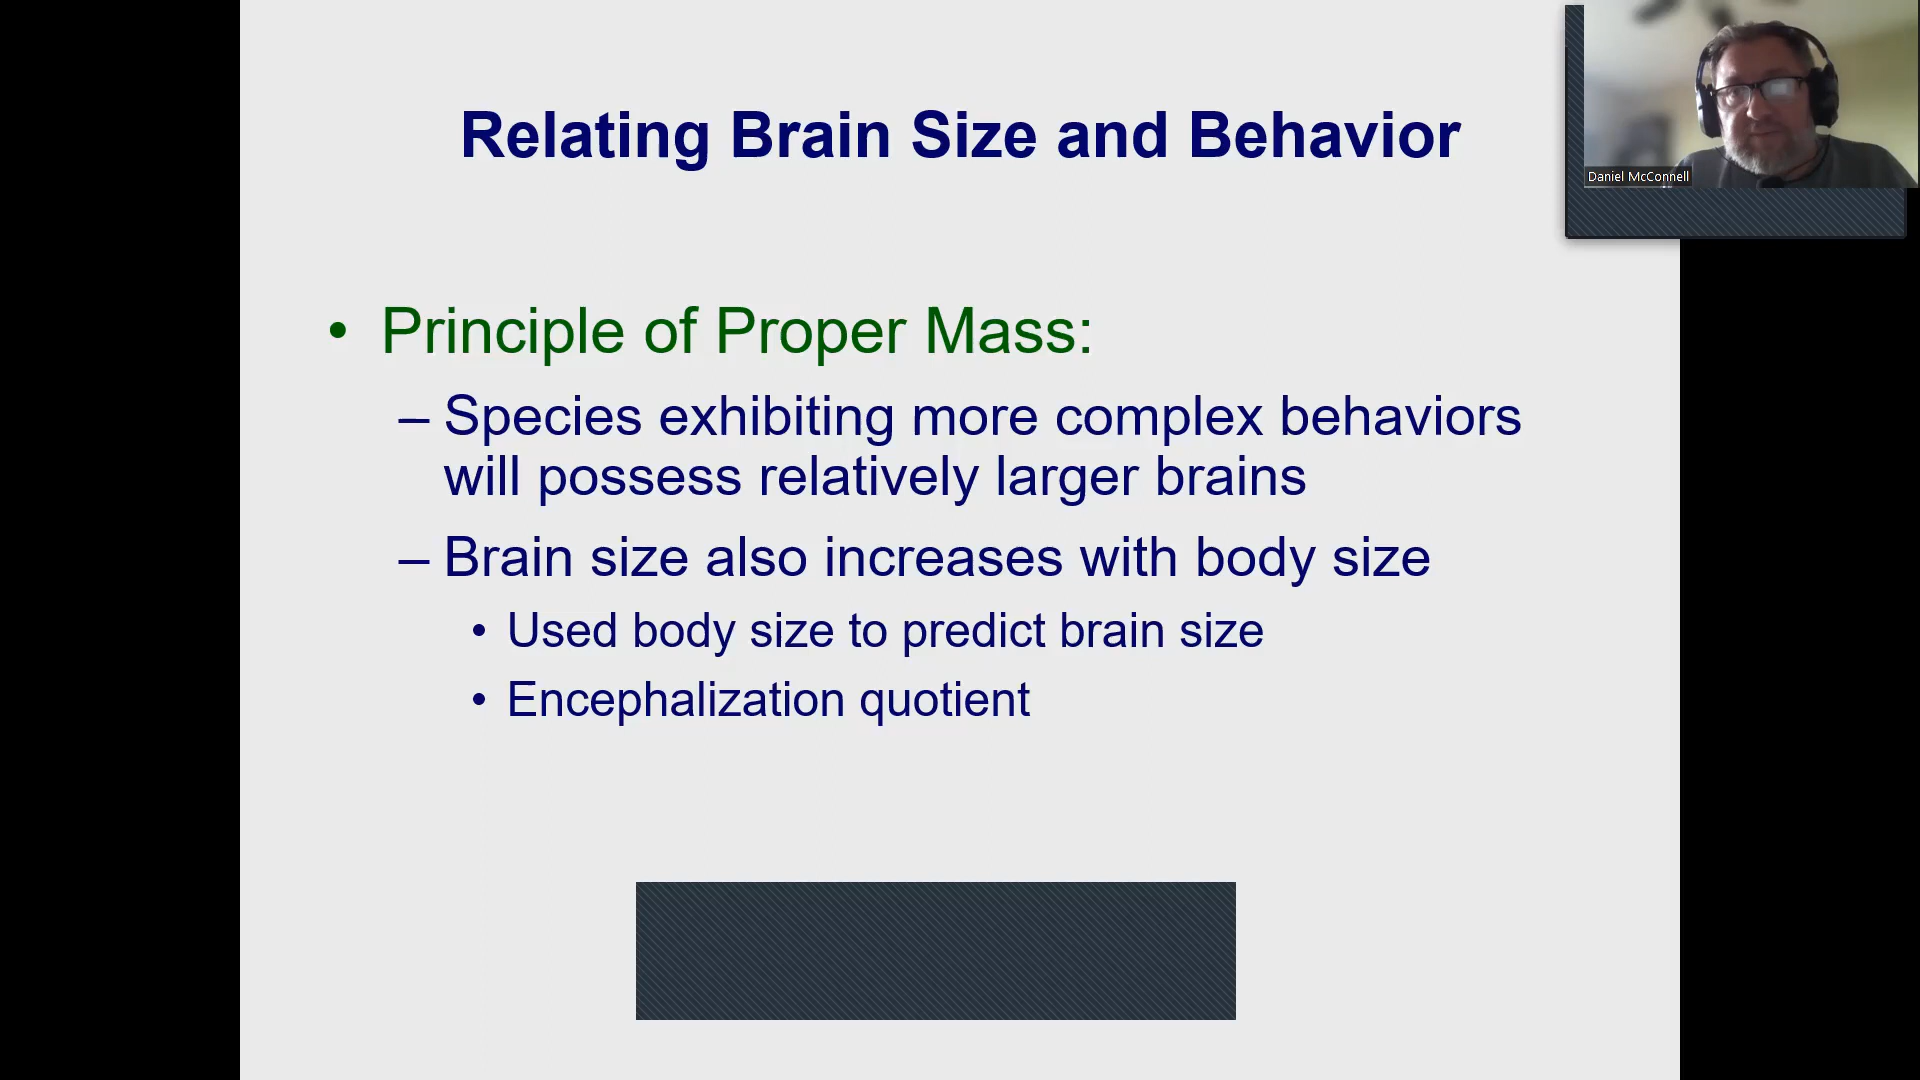 Relating Brain Size and Behavior
Daniel McConnell
• Principle of Proper Mass:
– Species exhibiting more complex behaviors
will possess relatively larger brains
– Brain size also increases with body size
• Used body size to predict brain size
• Encephalization quotient